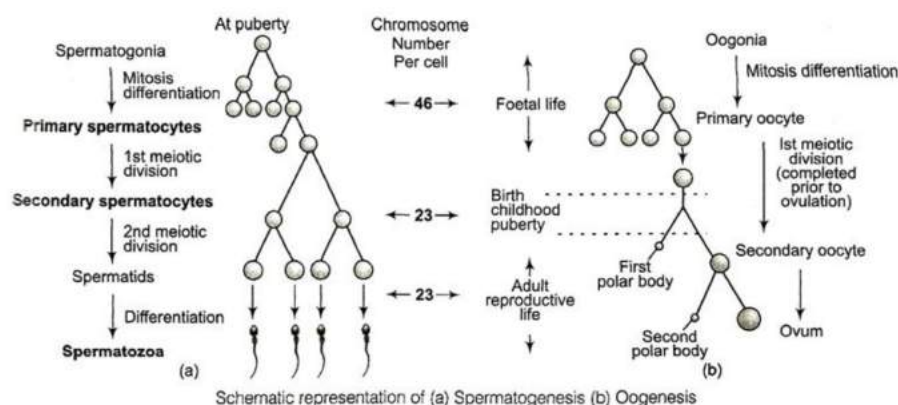 At puberty
Spermatogonia
Mitosis
differentiation
Primary spermatocytes
1st meiotic
division
Secondary spermatocytes
2nd meiotic
division
Spermatids
Differentiation
Spermatozoa
(a)
Chromosome
Number
Per cell
46
23
23
Foetal life
Birth
childhood
puberty
Adult
reproductive
life
Oogonia
Mitosis differentiation
Primary oocyte
Ist meiotic
division
(completed
prior to
ovulation)
First
polar body
Secondary oocyte
Second
polar body
Ovum
(b)
Schematic representation of (a) Spermatogenesis (b) Oogenesis